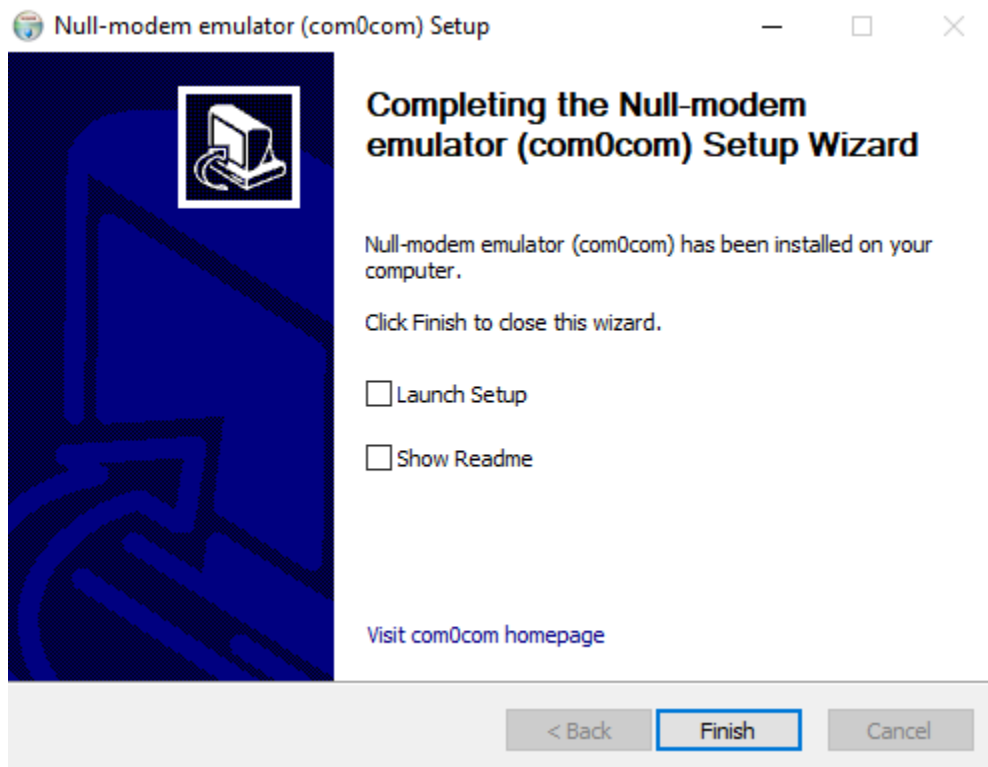 Null-modem emulator (com0com) Setup
Completing the Null-modem
emulator (com0com) Setup Wizard
Null-modem emulator (com0com) has been installed on your
computer.
Click Finish to close this wizard.
Launch Setup
Show Readme
Visit com0com homepage
< Back
Finish
Cancel